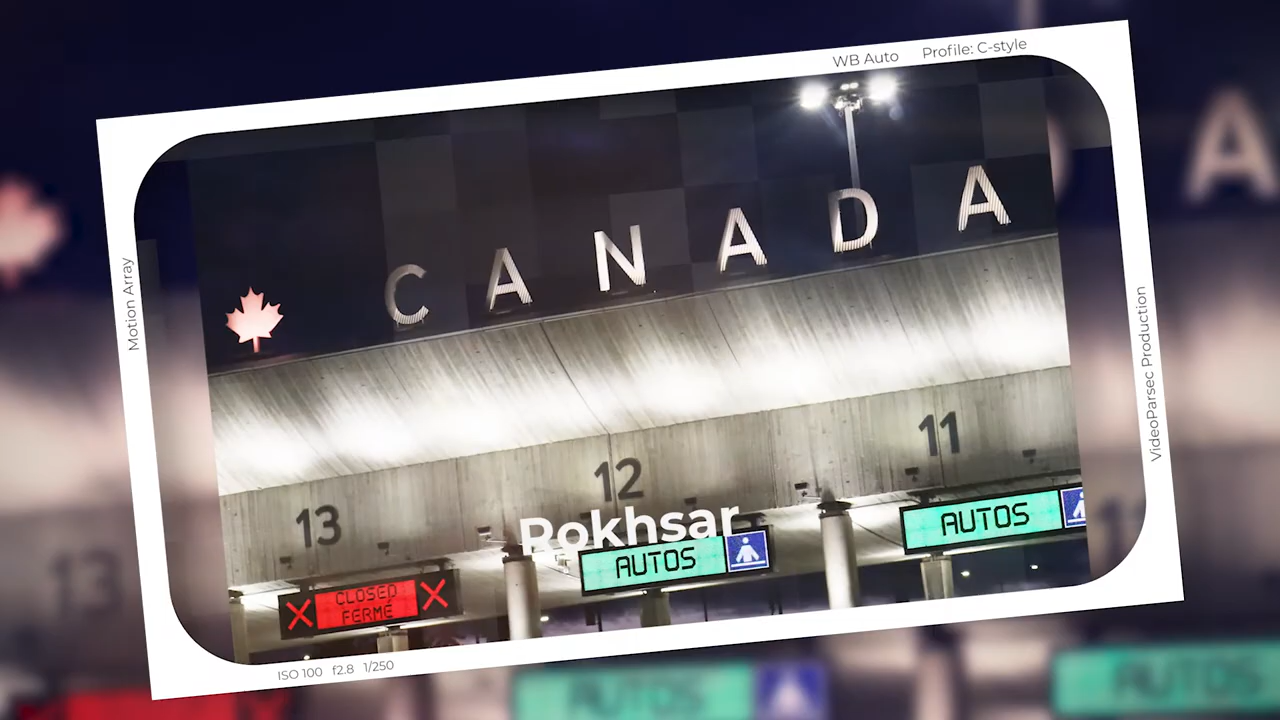 WB Auto Profile: C-style
Motion Array
CANADA
VideoParsec Production
11
12
13
Rokhsar
AUTOS
AUTOS
CLOSED
FERMÉ
ISO 100 f2.8 1/250